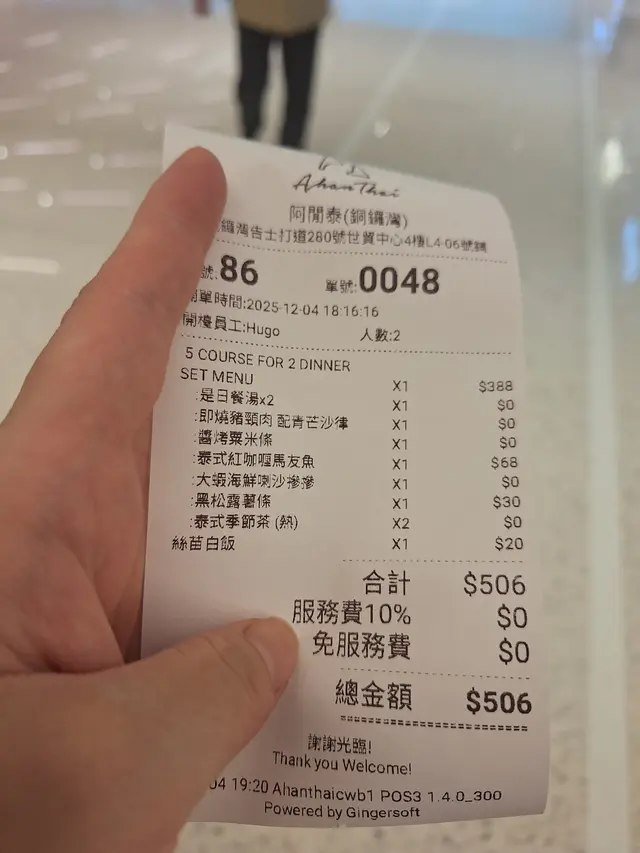 AhanThai
阿閒泰(銅鑼灣)
鑼灣告士打道280號世貿中心4樓L4-06號舖
號:86 單號:0048
單時間:2025-12-04 18:16:16
開檯員工:Hugo 人數:2
5 COURSE FOR 2 DINNER
SET MENU X1 $388
:是日餐湯x2 X1 $0
:即燒豬頸肉 配青芒沙律 X1 $0
:醬烤粟米條 X1 $0
:泰式紅咖喱馬友魚 X1 $68
:大蝦海鮮喇沙摻摻 X1 $0
:黑松露薯條 X1 $30
:泰式季節茶 (熱) X2 $0
絲苗白飯 X1 $20
合計 $506
服務費10% $0
免服務費 $0
總金額 $506
謝謝光臨!
Thank you Welcome!
04 19:20 Ahanthaicwb1 POS3 1.4.0_300
Powered by Gingersoft